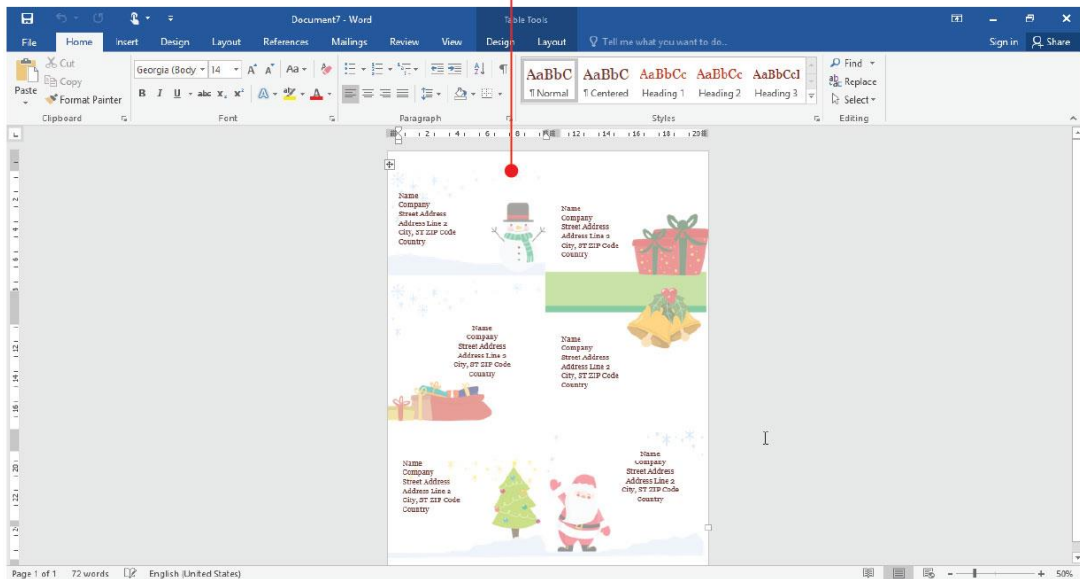 Document7 - Word
Table Tools
File Home Insert Design Layout References Mailings Review View Design Layout Tell me what you want to do... Sign in Share
Paste
Cut
Copy
Format Painter
Clipboard
Georgia (Body 14 A A Aa
B I U abc X₂ X² A aby A
Font
Paragraph
AaBbC AaBbC AaBbCc AaBbCc AaBbCcI
¶ Normal ¶ Centered Heading 1 Heading 2 Heading 3
Styles
Find
Replace
Select
Editing
Name
Company
Street Address
Address Line 2
City, ST ZIP Code
Country
Name
Company
Street Address
Address Line 2
City, ST ZIP Code
Country
Name
Company
Street Address
Address Line 2
City, ST ZIP Code
Country
Name
Company
Street Address
Address Line 2
City, ST ZIP Code
Country
Name
Company
Street Address
Address Line 2
City, ST ZIP Code
Country
Name
Company
Street Address
Address Line 2
City, ST ZIP Code
Country
Page 1 of 1 72 words English (United States) 50%